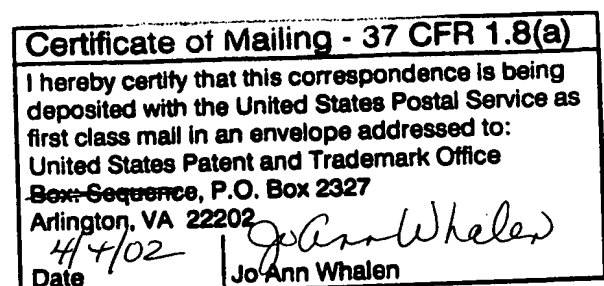 Certificate of Mailing - 37 CFR 1.8(a)
I hereby certify that this correspondence is being
deposited with the United States Postal Service as
first class mail in an envelope addressed to:
United States Patent and Trademark Office
Box: Sequence, P.O. Box 2327
Arlington, VA 22202
4/4/02 JoAnn Whalen
Date Jo Ann Whalen